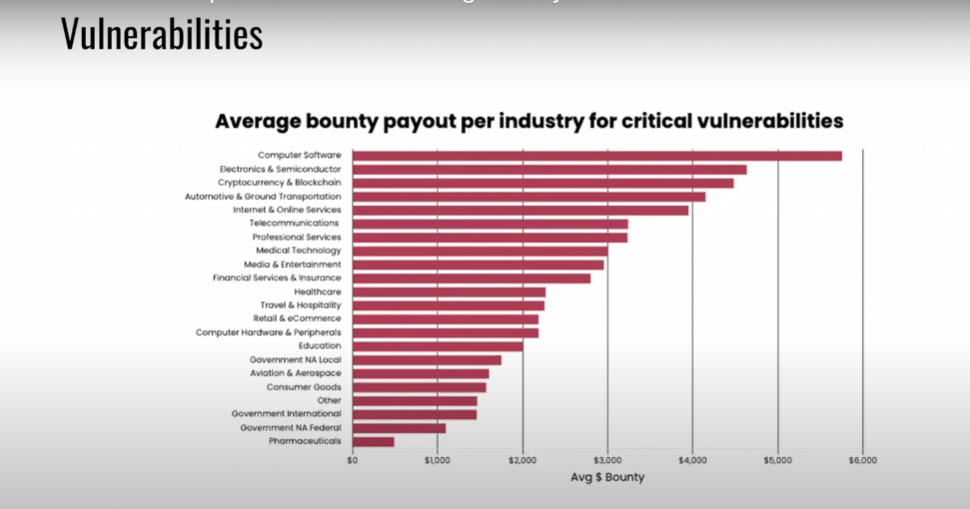 Vulnerabilities
Average bounty payout per industry for critical vulnerabilities
Computer Software
Electronics & Semiconductor
Cryptocurrency & Blockchain
Automotive & Ground Transportation
Internet & Online Services
Telecommunications
Professional Services
Medical Technology
Media & Entertainment
Financial Services & Insurance
Healthcare
Travel & Hospitality
Retail & eCommerce
Computer Hardware & Peripherals
Education
Government NA Local
Aviation & Aerospace
Consumer Goods
Other
Government International
Government NA Federal
Pharmaceuticals
$0 $1,000 $2,000 $3,000 $4,000 $5,000 $6,000
Avg $ Bounty